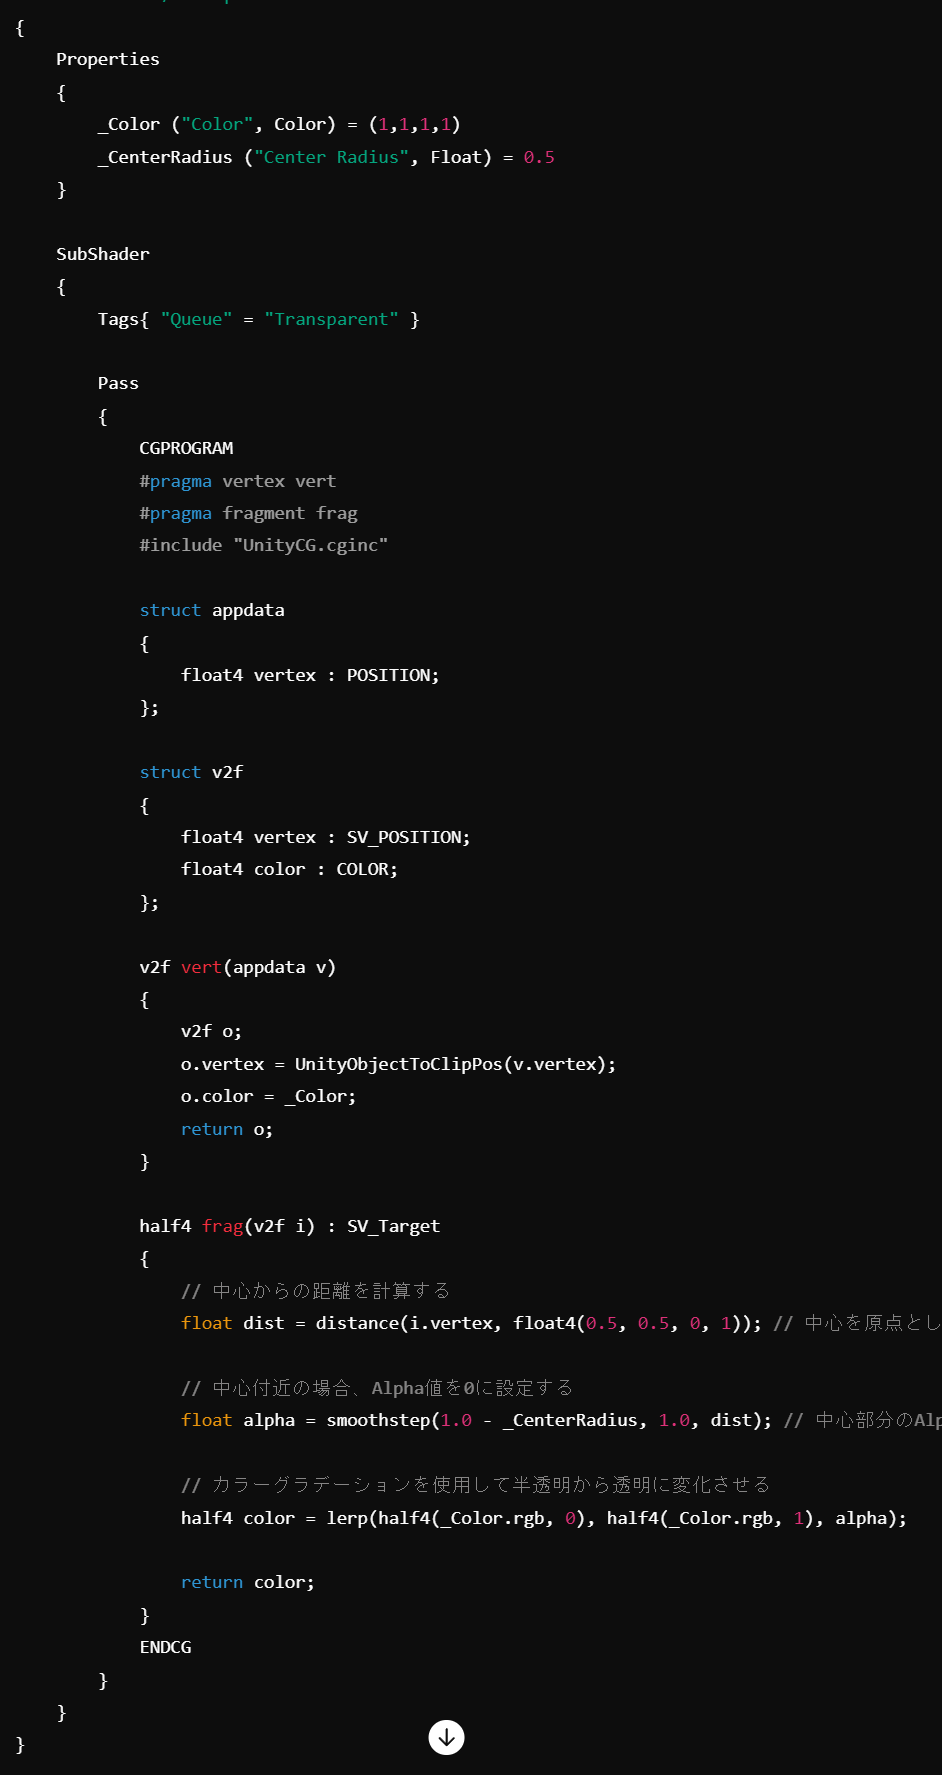 {
    Properties
    {
        _Color ("Color", Color) = (1,1,1,1)
        _CenterRadius ("Center Radius", Float) = 0.5
    }
    SubShader
    {
        Tags{ "Queue" = "Transparent" }
        Pass
        {
            CGPROGRAM
            #pragma vertex vert
            #pragma fragment frag
            #include "UnityCG.cginc"
            struct appdata
            {
                float4 vertex : POSITION;
            };
            struct v2f
            {
                float4 vertex : SV_POSITION;
                float4 color : COLOR;
            };
            v2f vert(appdata v)
            {
                v2f o;
                o.vertex = UnityObjectToClipPos(v.vertex);
                o.color = _Color;
                return o;
            }
            half4 frag(v2f i) : SV_Target
            {
                // 中心からの距離を計算する
                float dist = distance(i.vertex, float4(0.5, 0.5, 0, 1)); // 中心を原点とし
                // 中心付近の場合、Alpha値を0に設定する
                float alpha = smoothstep(1.0 - _CenterRadius, 1.0, dist); // 中心部分のAlp
                // カラーグラデーションを使用して半透明から透明に変化させる
                half4 color = lerp(half4(_Color.rgb, 0), half4(_Color.rgb, 1), alpha);
                return color;
            }
            ENDCG
        }
    }
}